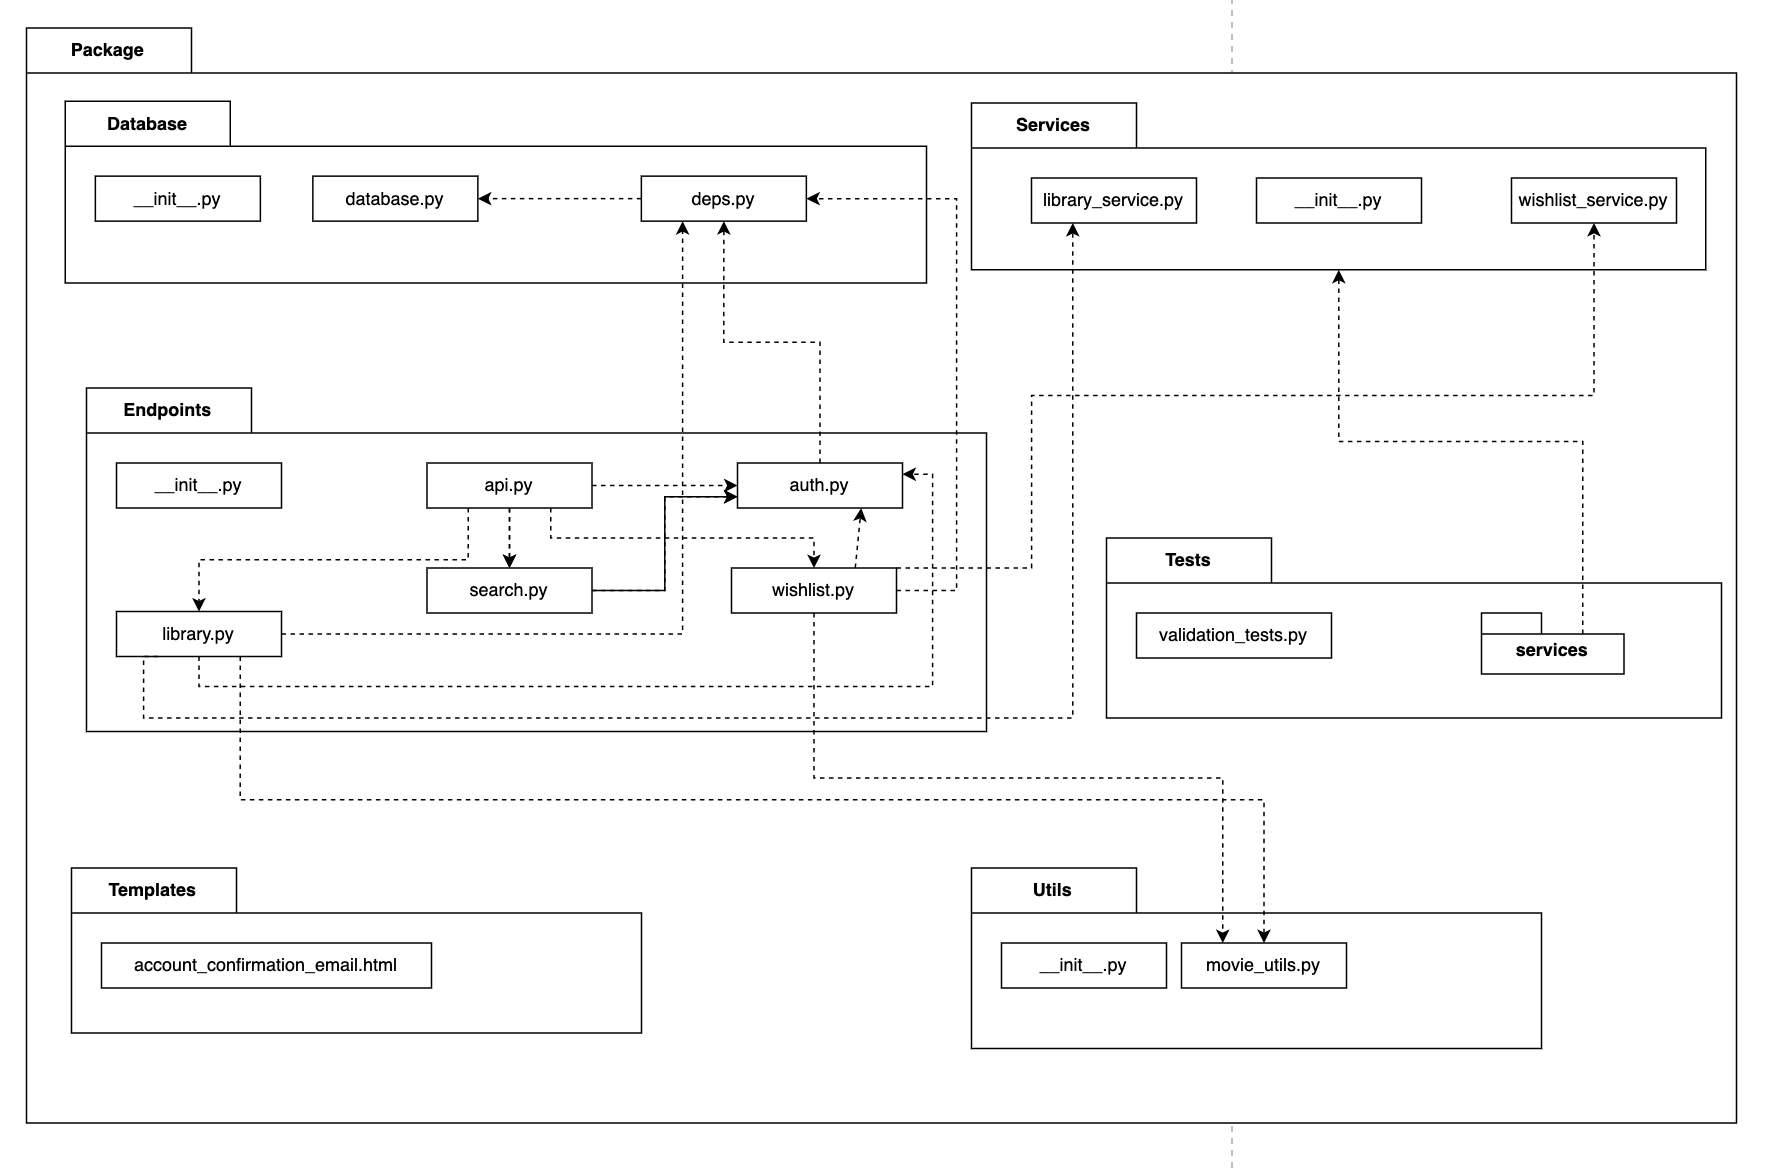 Package
Database
__init__.py
database.py
deps.py
Services
library_service.py
__init__.py
wishlist_service.py
Endpoints
__init__.py
api.py
auth.py
search.py
wishlist.py
library.py
Tests
validation_tests.py
services
Templates
account_confirmation_email.html
Utils
__init__.py
movie_utils.py